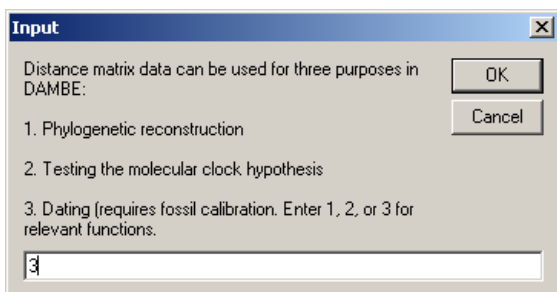 Input
Distance matrix data can be used for three purposes in
DAMBE:
OK
Cancel
1. Phylogenetic reconstruction
2. Testing the molecular clock hypothesis
3. Dating (requires fossil calibration. Enter 1, 2, or 3 for
relevant functions.
3